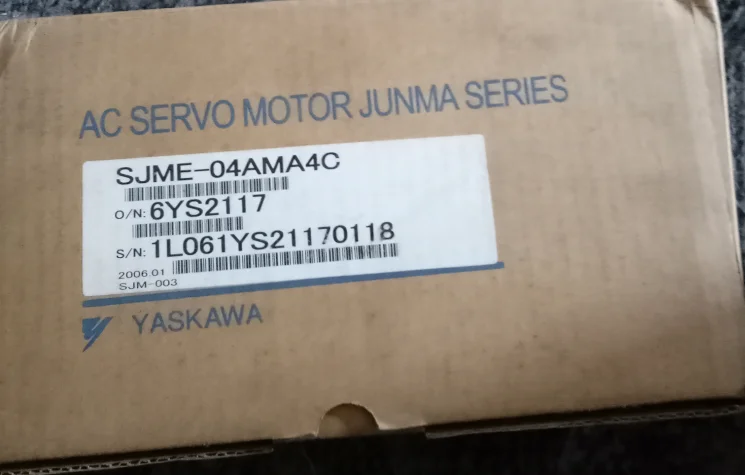 AC SERVO MOTOR JUNMA SERIES
SJME-04AMA4C
O/N: 6YS2117
S/N: 1L061YS21170118
2006.01
SJM-003
YASKAWA